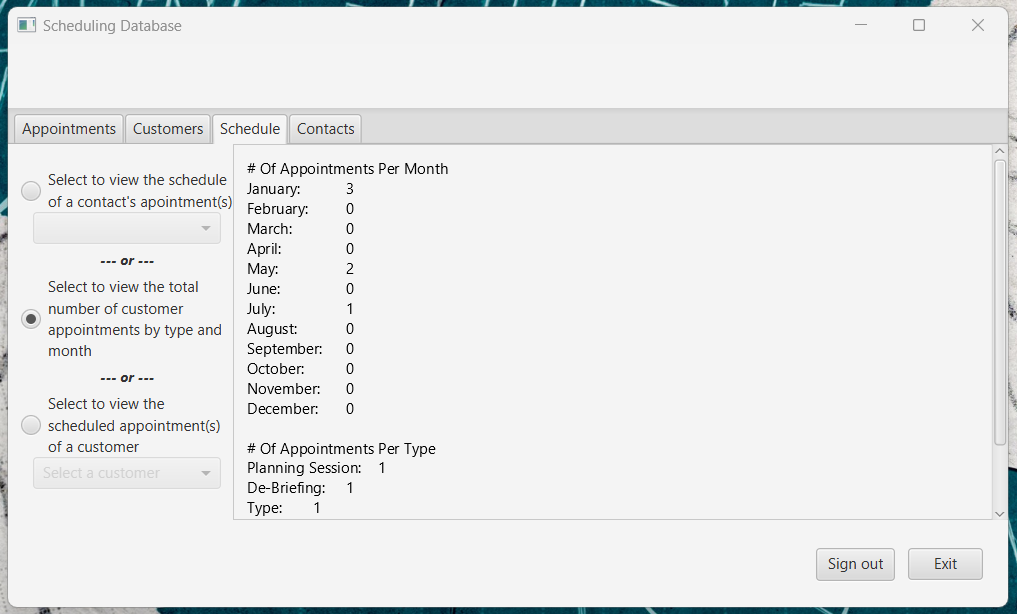 Scheduling Database
Appointments
Customers
Schedule
Contacts
Select to view the schedule
of a contact's apointment(s)
--- or ---
Select to view the total
number of customer
appointments by type and
month
--- or ---
Select to view the
scheduled appointment(s)
of a customer
Select a customer
# Of Appointments Per Month
January: 3
February: 0
March: 0
April: 0
May: 2
June: 0
July: 1
August: 0
September: 0
October: 0
November: 0
December: 0
# Of Appointments Per Type
Planning Session: 1
De-Briefing: 1
Type: 1
Sign out
Exit